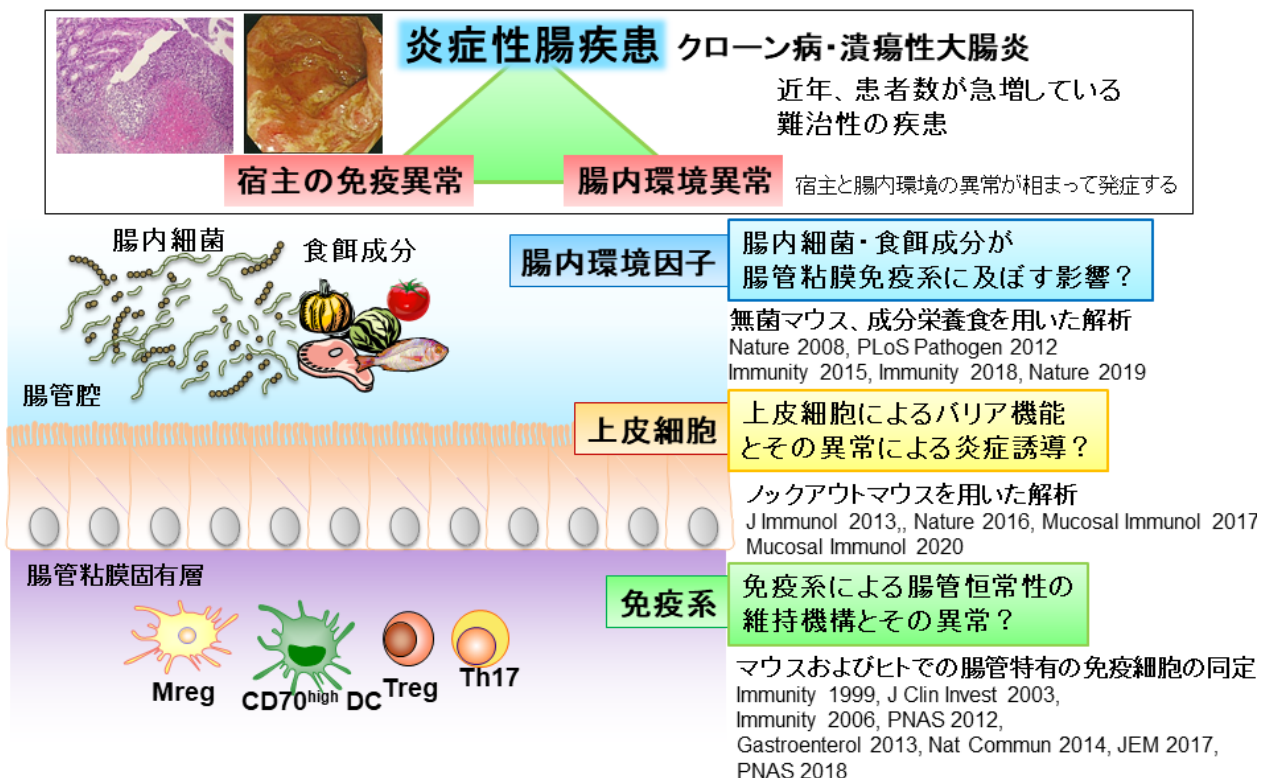 炎症性腸疾患 クローン病・潰瘍性大腸炎
近年、患者数が急増している
難治性の疾患
宿主の免疫異常
腸内環境異常
宿主と腸内環境の異常が相まって発症する
腸内細菌
食餌成分
腸管腔
腸内環境因子
腸内細菌・食餌成分が
腸管粘膜免疫系に及ぼす影響？
無菌マウス、成分栄養食を用いた解析
Nature 2008, PLoS Pathogen 2012
Immunity 2015, Immunity 2018, Nature 2019
上皮細胞
上皮細胞によるバリア機能
とその異常による炎症誘導？
ノックアウトマウスを用いた解析
J Immunol 2013,, Nature 2016, Mucosal Immunol 2017
Mucosal Immunol 2020
腸管粘膜固有層
Mreg
CD70high DC
Treg
Th17
免疫系
免疫系による腸管恒常性の
維持機構とその異常？
マウスおよびヒトでの腸管特有の免疫細胞の同定
Immunity 1999, J Clin Invest 2003,
Immunity 2006, PNAS 2012,
Gastroenterol 2013, Nat Commun 2014, JEM 2017,
PNAS 2018